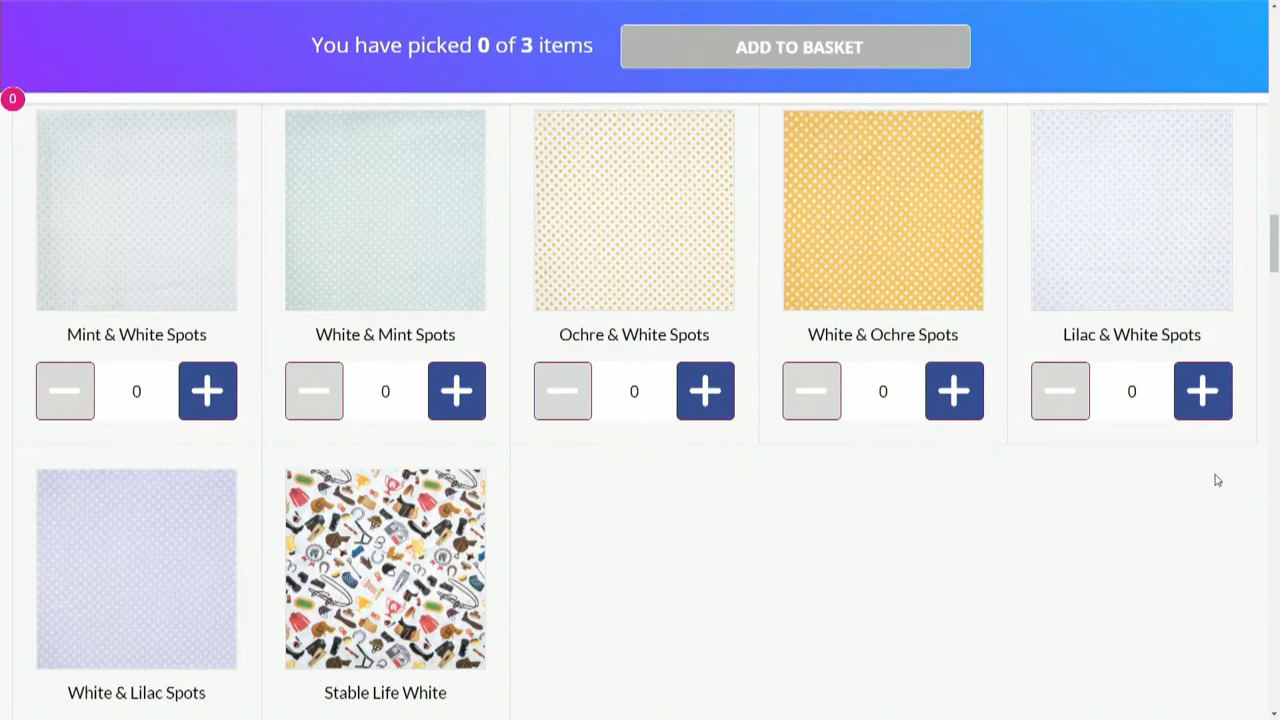 You have picked 0 of 3 items
ADD TO BASKET
0
Mint & White Spots
White & Mint Spots
Ochre & White Spots
White & Ochre Spots
Lilac & White Spots
0
0
0
0
0
White & Lilac Spots
Stable Life White